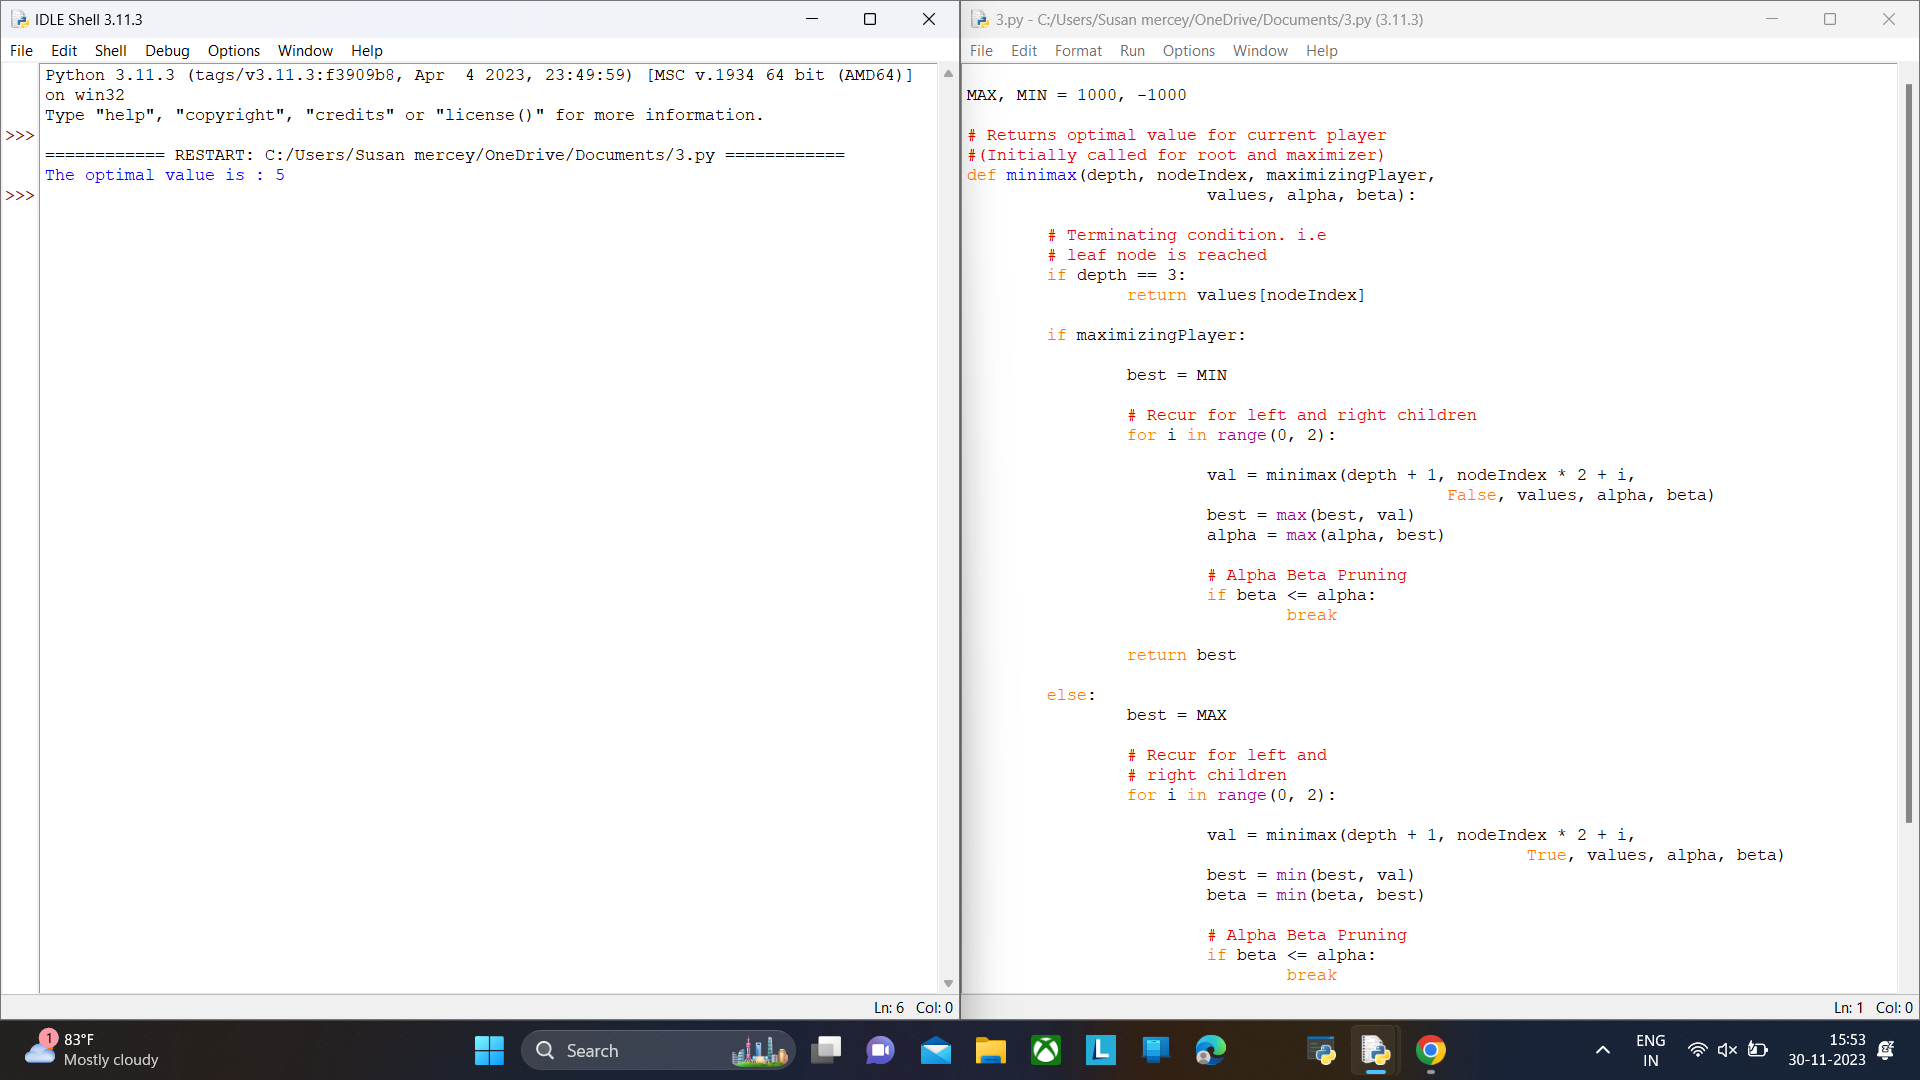 IDLE Shell 3.11.3
File Edit Shell Debug Options Window Help
Python 3.11.3 (tags/v3.11.3:f3909b8, Apr  4 2023, 23:49:59) [MSC v.1934 64 bit (AMD64)]
on win32
Type "help", "copyright", "credits" or "license()" for more information.
>>>
============ RESTART: C:/Users/Susan mercey/OneDrive/Documents/3.py ============
The optimal value is : 5
>>>
Ln: 6 Col: 0
3.py - C:/Users/Susan mercey/OneDrive/Documents/3.py (3.11.3)
File Edit Format Run Options Window Help
MAX, MIN = 1000, -1000
# Returns optimal value for current player
#(Initially called for root and maximizer)
def minimax(depth, nodeIndex, maximizingPlayer,
values, alpha, beta):
# Terminating condition. i.e
# leaf node is reached
if depth == 3:
return values[nodeIndex]
if maximizingPlayer:
best = MIN
# Recur for left and right children
for i in range(0, 2):
val = minimax(depth + 1, nodeIndex * 2 + i,
False, values, alpha, beta)
best = max(best, val)
alpha = max(alpha, best)
# Alpha Beta Pruning
if beta <= alpha:
break
return best
else:
best = MAX
# Recur for left and
# right children
for i in range(0, 2):
val = minimax(depth + 1, nodeIndex * 2 + i,
True, values, alpha, beta)
best = min(best, val)
beta = min(beta, best)
# Alpha Beta Pruning
if beta <= alpha:
break
Ln: 1 Col: 0
1
83°F
Mostly cloudy
Search
L
ENG
IN
15:53
30-11-2023